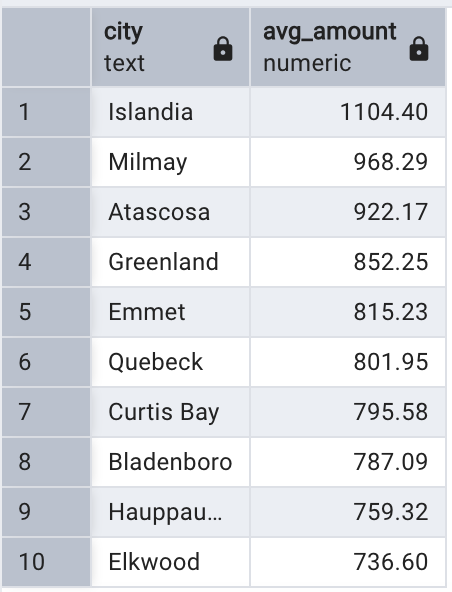 city avg_amount
text numeric
1 Islandia 1104.40
2 Milmay 968.29
3 Atascosa 922.17
4 Greenland 852.25
5 Emmet 815.23
6 Quebeck 801.95
7 Curtis Bay 795.58
8 Bladenboro 787.09
9 Hauppau… 759.32
10 Elkwood 736.60